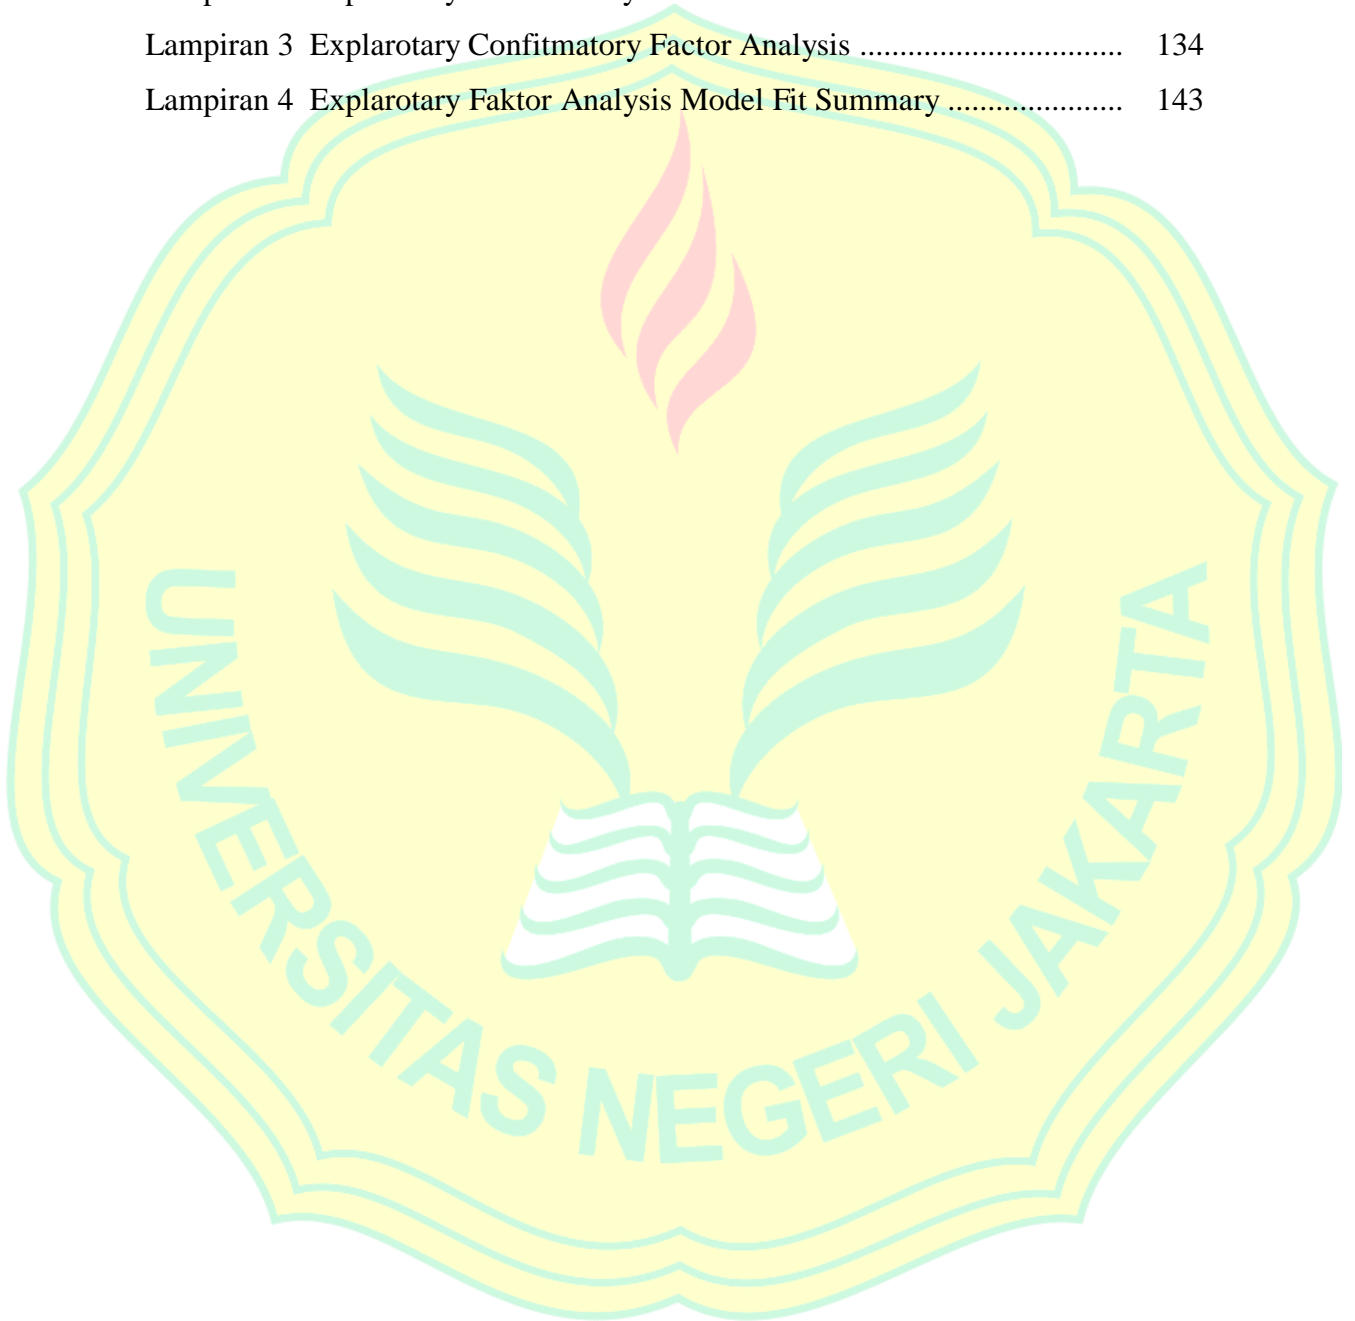 Lampiran 3 Explarotary Confitmatory Factor Analysis ................................. 134
Lampiran 4 Explarotary Faktor Analysis Model Fit Summary ...................... 143
UNIVERSITAS NEGERI JAKARTA